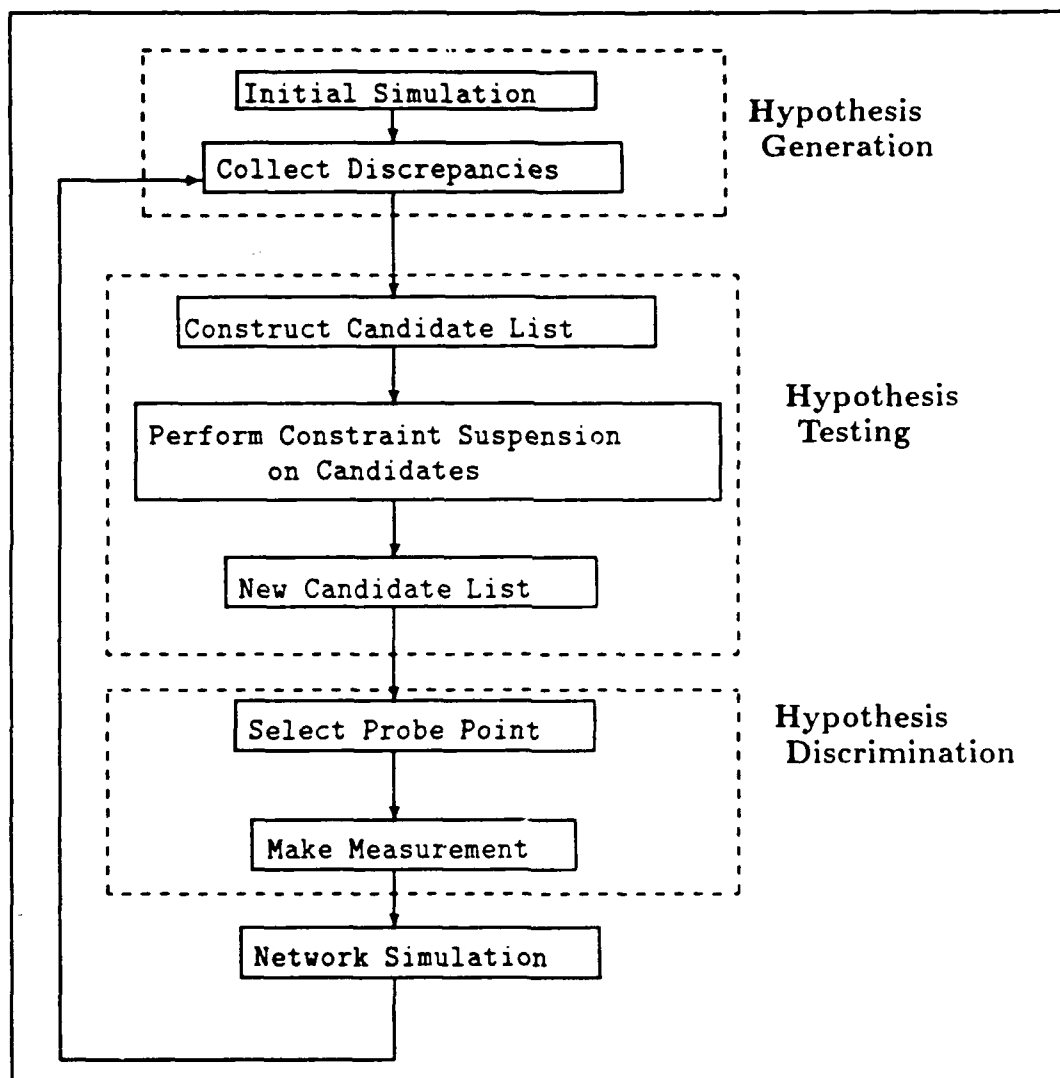 Initial Simulation
Hypothesis
Generation
Collect Discrepancies
Construct Candidate List
Hypothesis
Testing
Perform Constraint Suspension
on Candidates
New Candidate List
Select Probe Point
Hypothesis
Discrimination
Make Measurement
Network Simulation